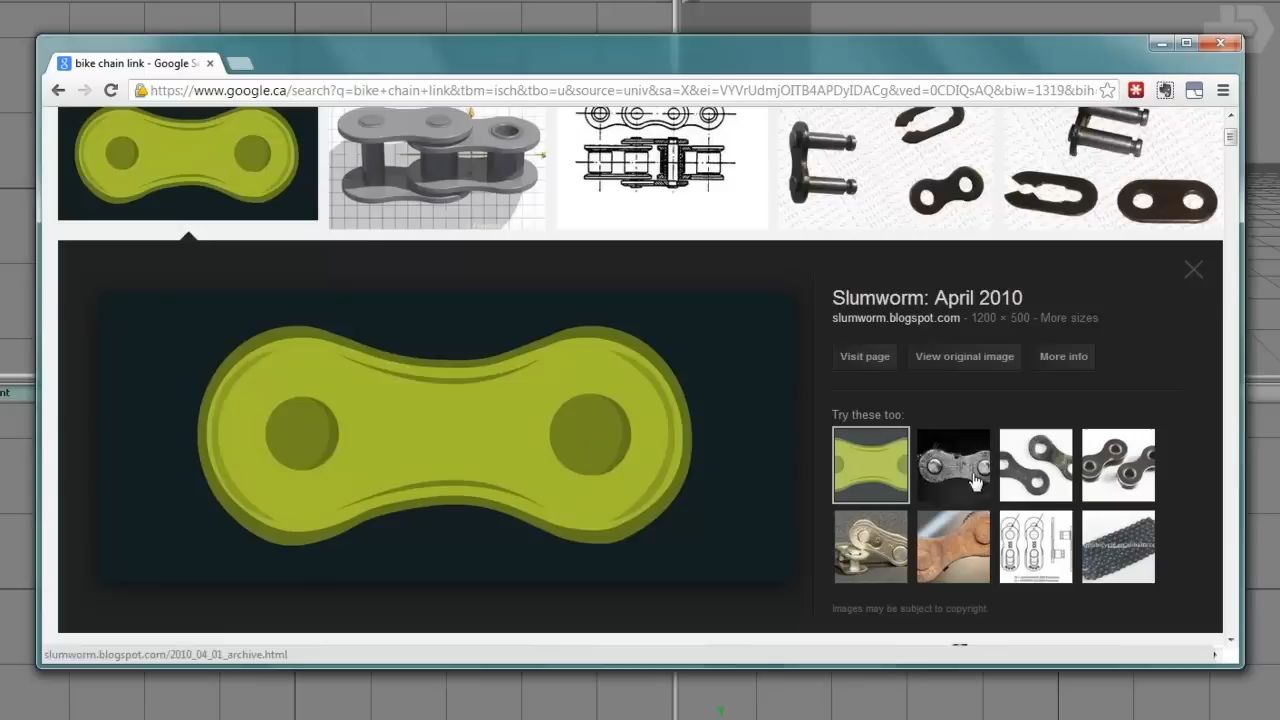 bike chain link - Google S
https://www.google.ca/search?q=bike+chain+link&tbm=isch&tbo=u&source=univ&sa=X&ei=VYVrUdmjOITB4APDyIDACg&ved=0CDIQsAQ&biw=1319&bih
Slumworm: April 2010
slumworm.blogspot.com - 1200 × 500 - More sizes
Visit page View original image More info
nt
Try these too:
Images may be subject to copyright.
slumworm.blogspot.com/2010_04_01_archive.html